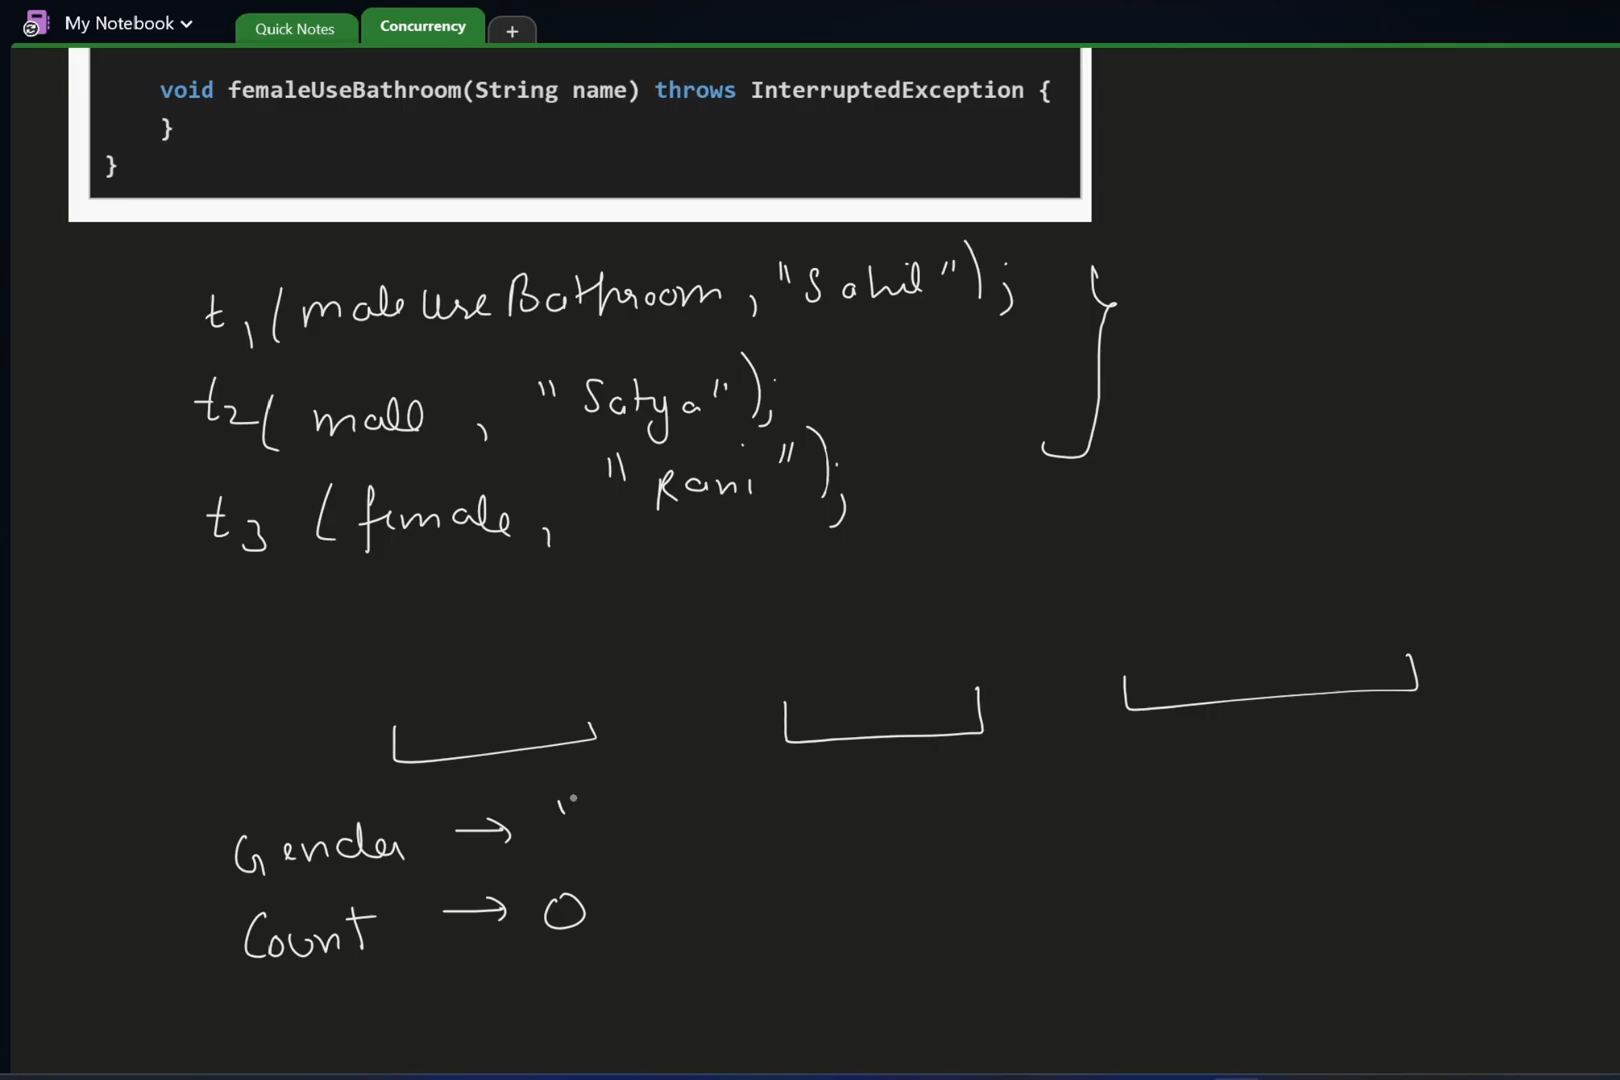 My Notebook
Quick Notes
Concurrency
+
void femaleUseBathroom(String name) throws InterruptedException {
}
}
t1(maleUseBathroom, "Sahil");
t2(male, "Satya");
t3(female, "Rani");
Gender → "
Count → 0